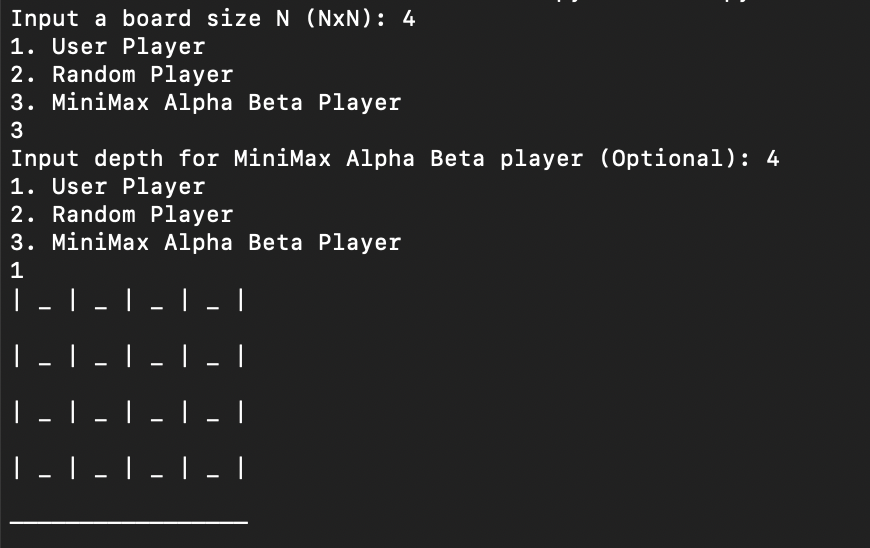 Input a board size N (NxN): 4
1. User Player
2. Random Player
3. MiniMax Alpha Beta Player
3
Input depth for MiniMax Alpha Beta player (Optional): 4
1. User Player
2. Random Player
3. MiniMax Alpha Beta Player
1
| _ | _ | _ | _ |
| _ | _ | _ | _ |
| _ | _ | _ | _ |
| _ | _ | _ | _ |
_________________